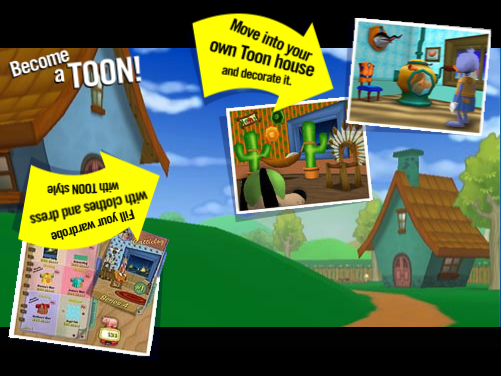 Become
a TOON!
Move into your
own Toon house
and decorate it.
Fill your wardrobe
with clothes and dress
with TOON style